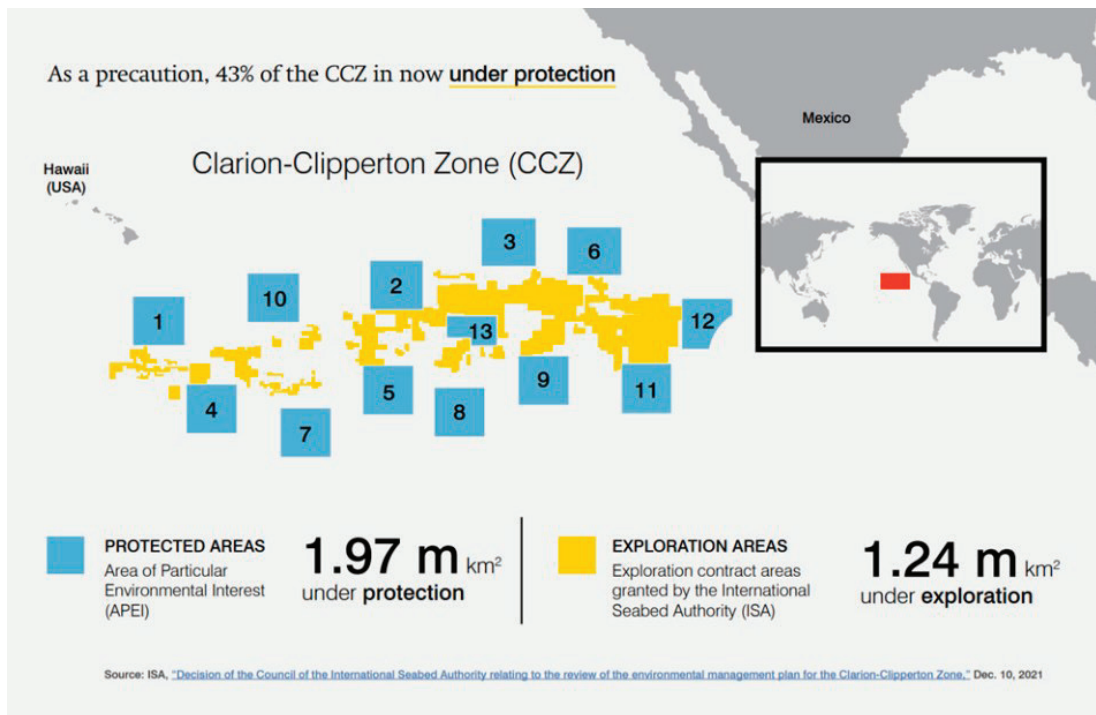 As a precaution, 43% of the CCZ in now under protection
Mexico
Clarion-Clipperton Zone (CCZ)
Hawaii
(USA)
3
6
2
10
1
13
12
9
11
5
4
8
7
PROTECTED AREAS
Area of Particular
Environmental Interest
(APEI)
1.97 m km²
under protection
EXPLORATION AREAS
Exploration contract areas
granted by the International
Seabed Authority (ISA)
1.24 m km²
under exploration
Source: ISA, "Decision of the Council of the International Seabed Authority relating to the review of the environmental management plan for the Clarion-Clipperton Zone," Dec. 10, 2021